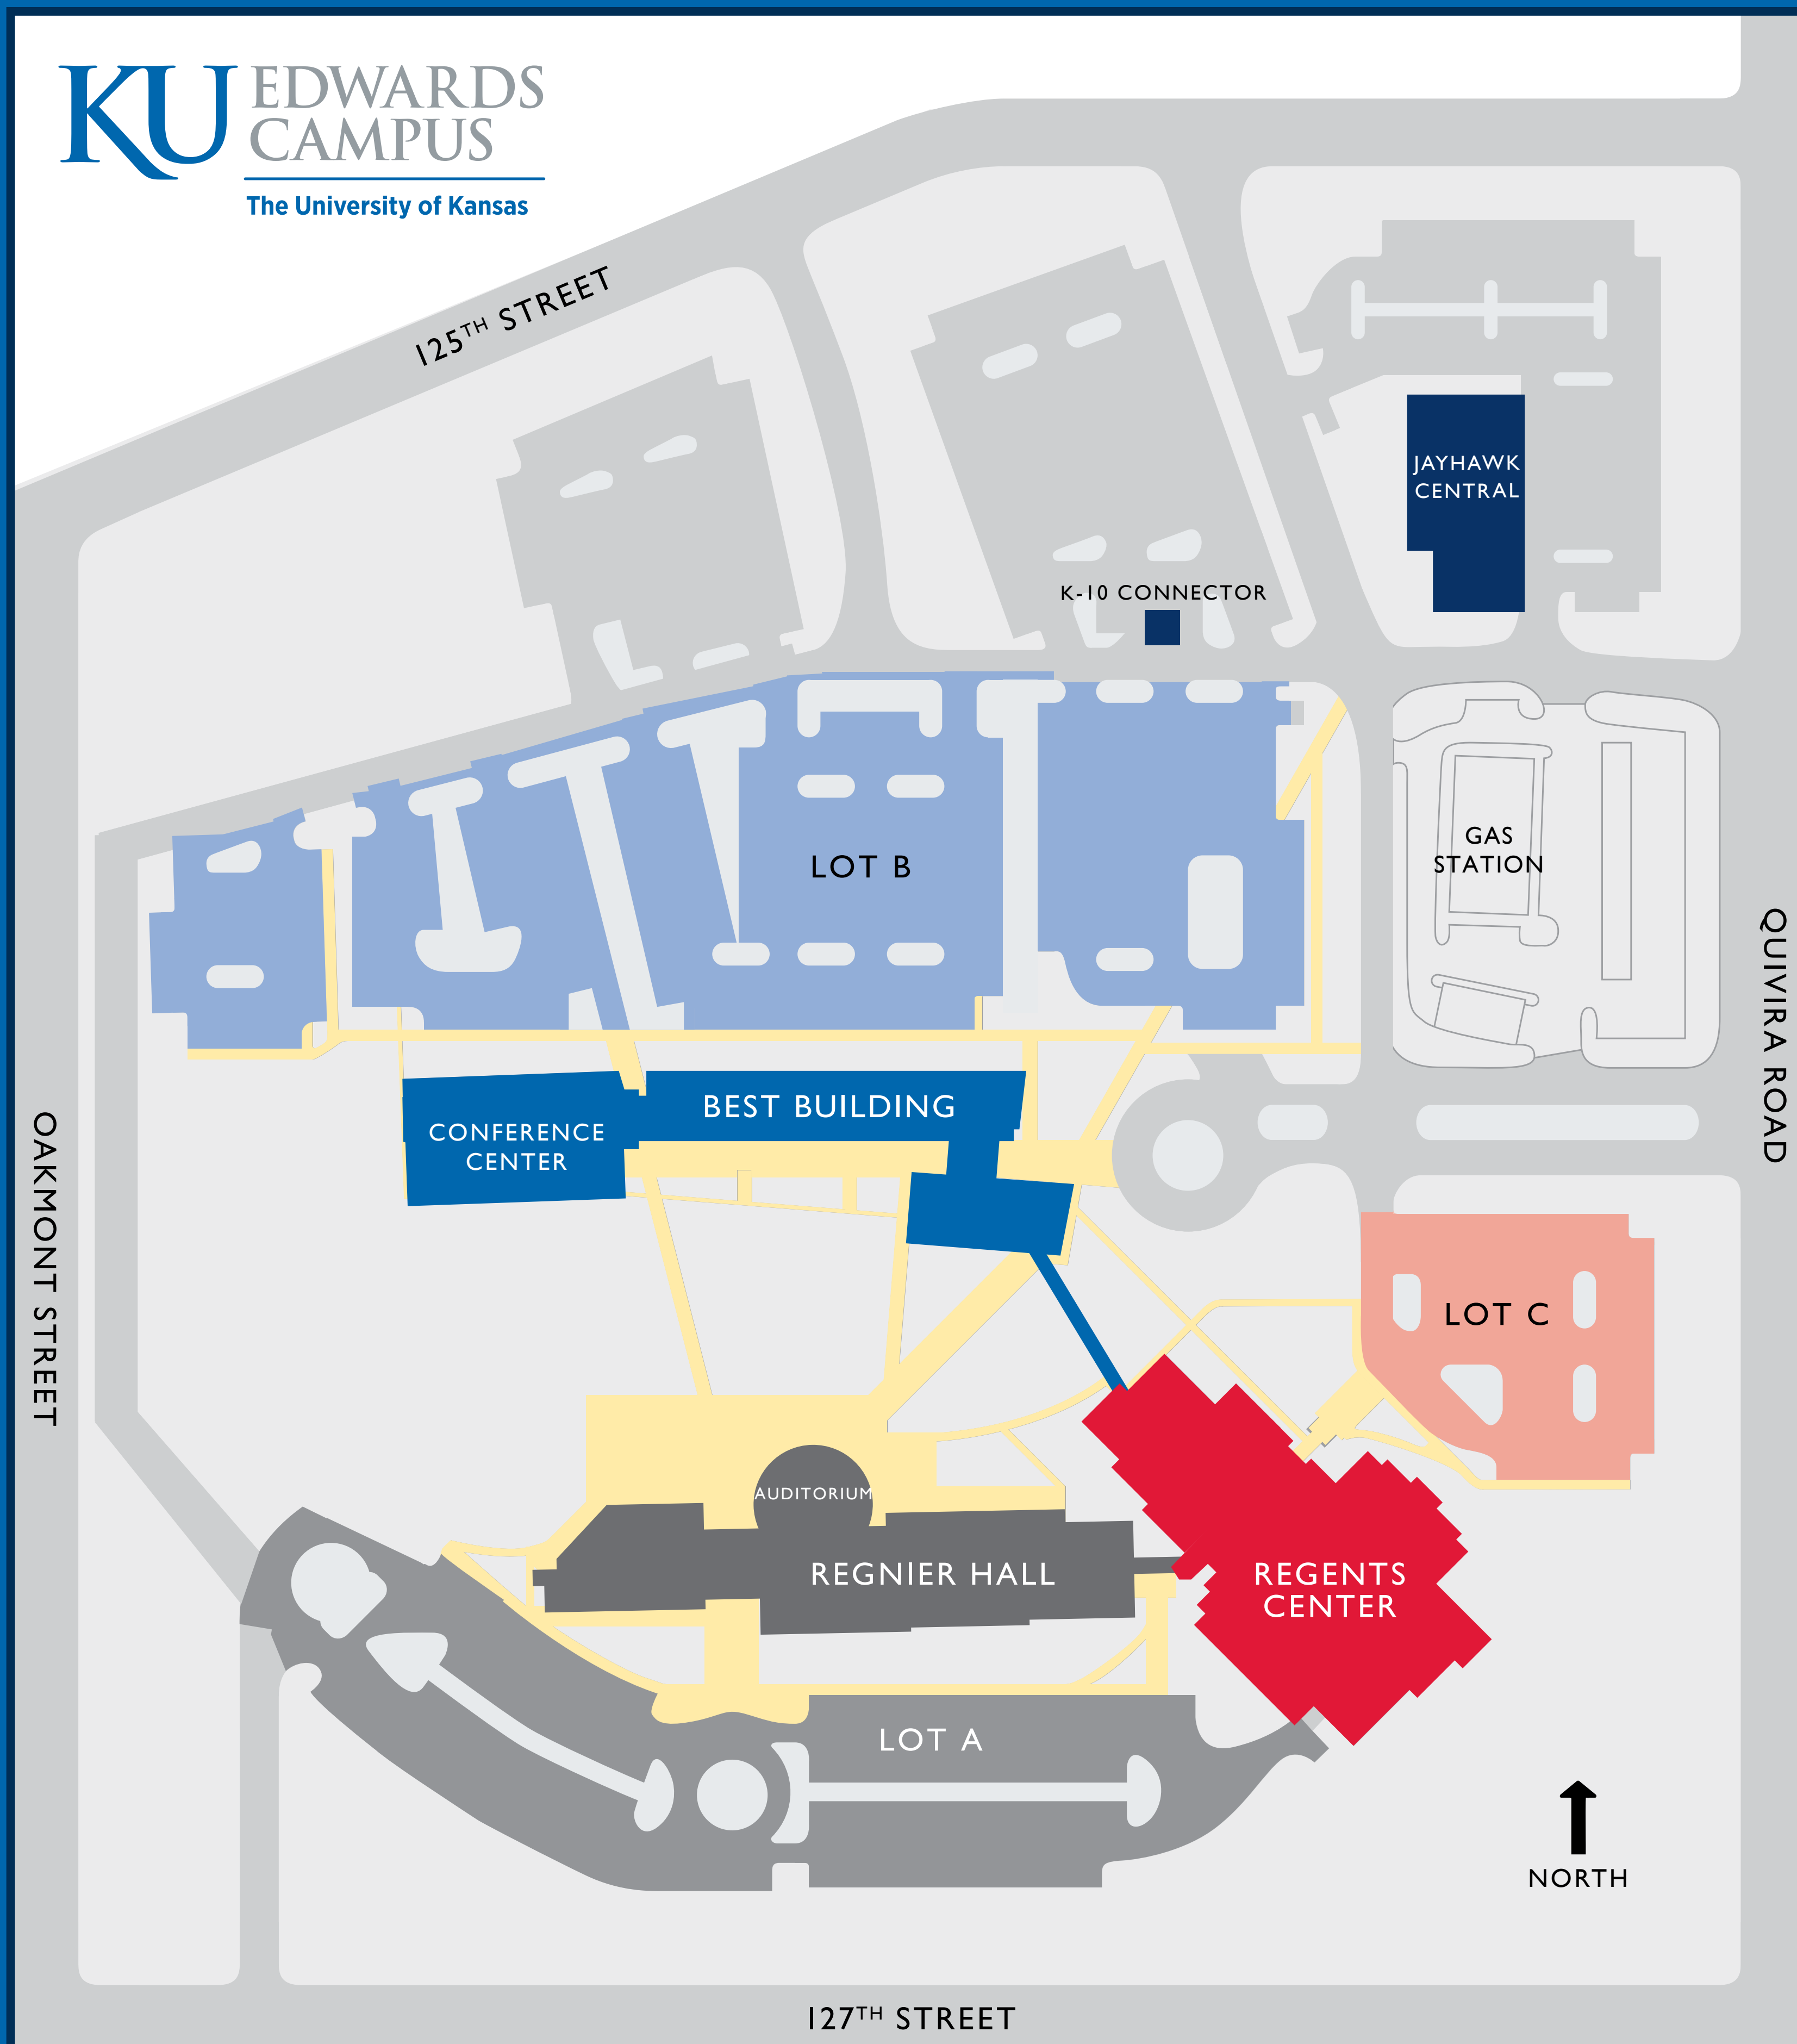 KU EDWARDS
CAMPUS
The University of Kansas
125TH STREET
JAYHAWK
CENTRAL
K-10 CONNECTOR
LOT B
GAS
STATION
QUIVIRA ROAD
BEST BUILDING
CONFERENCE
CENTER
OAKMONT STREET
LOT C
AUDITORIUM
REGNIER HALL
REGENTS
CENTER
LOT A
NORTH
127TH STREET